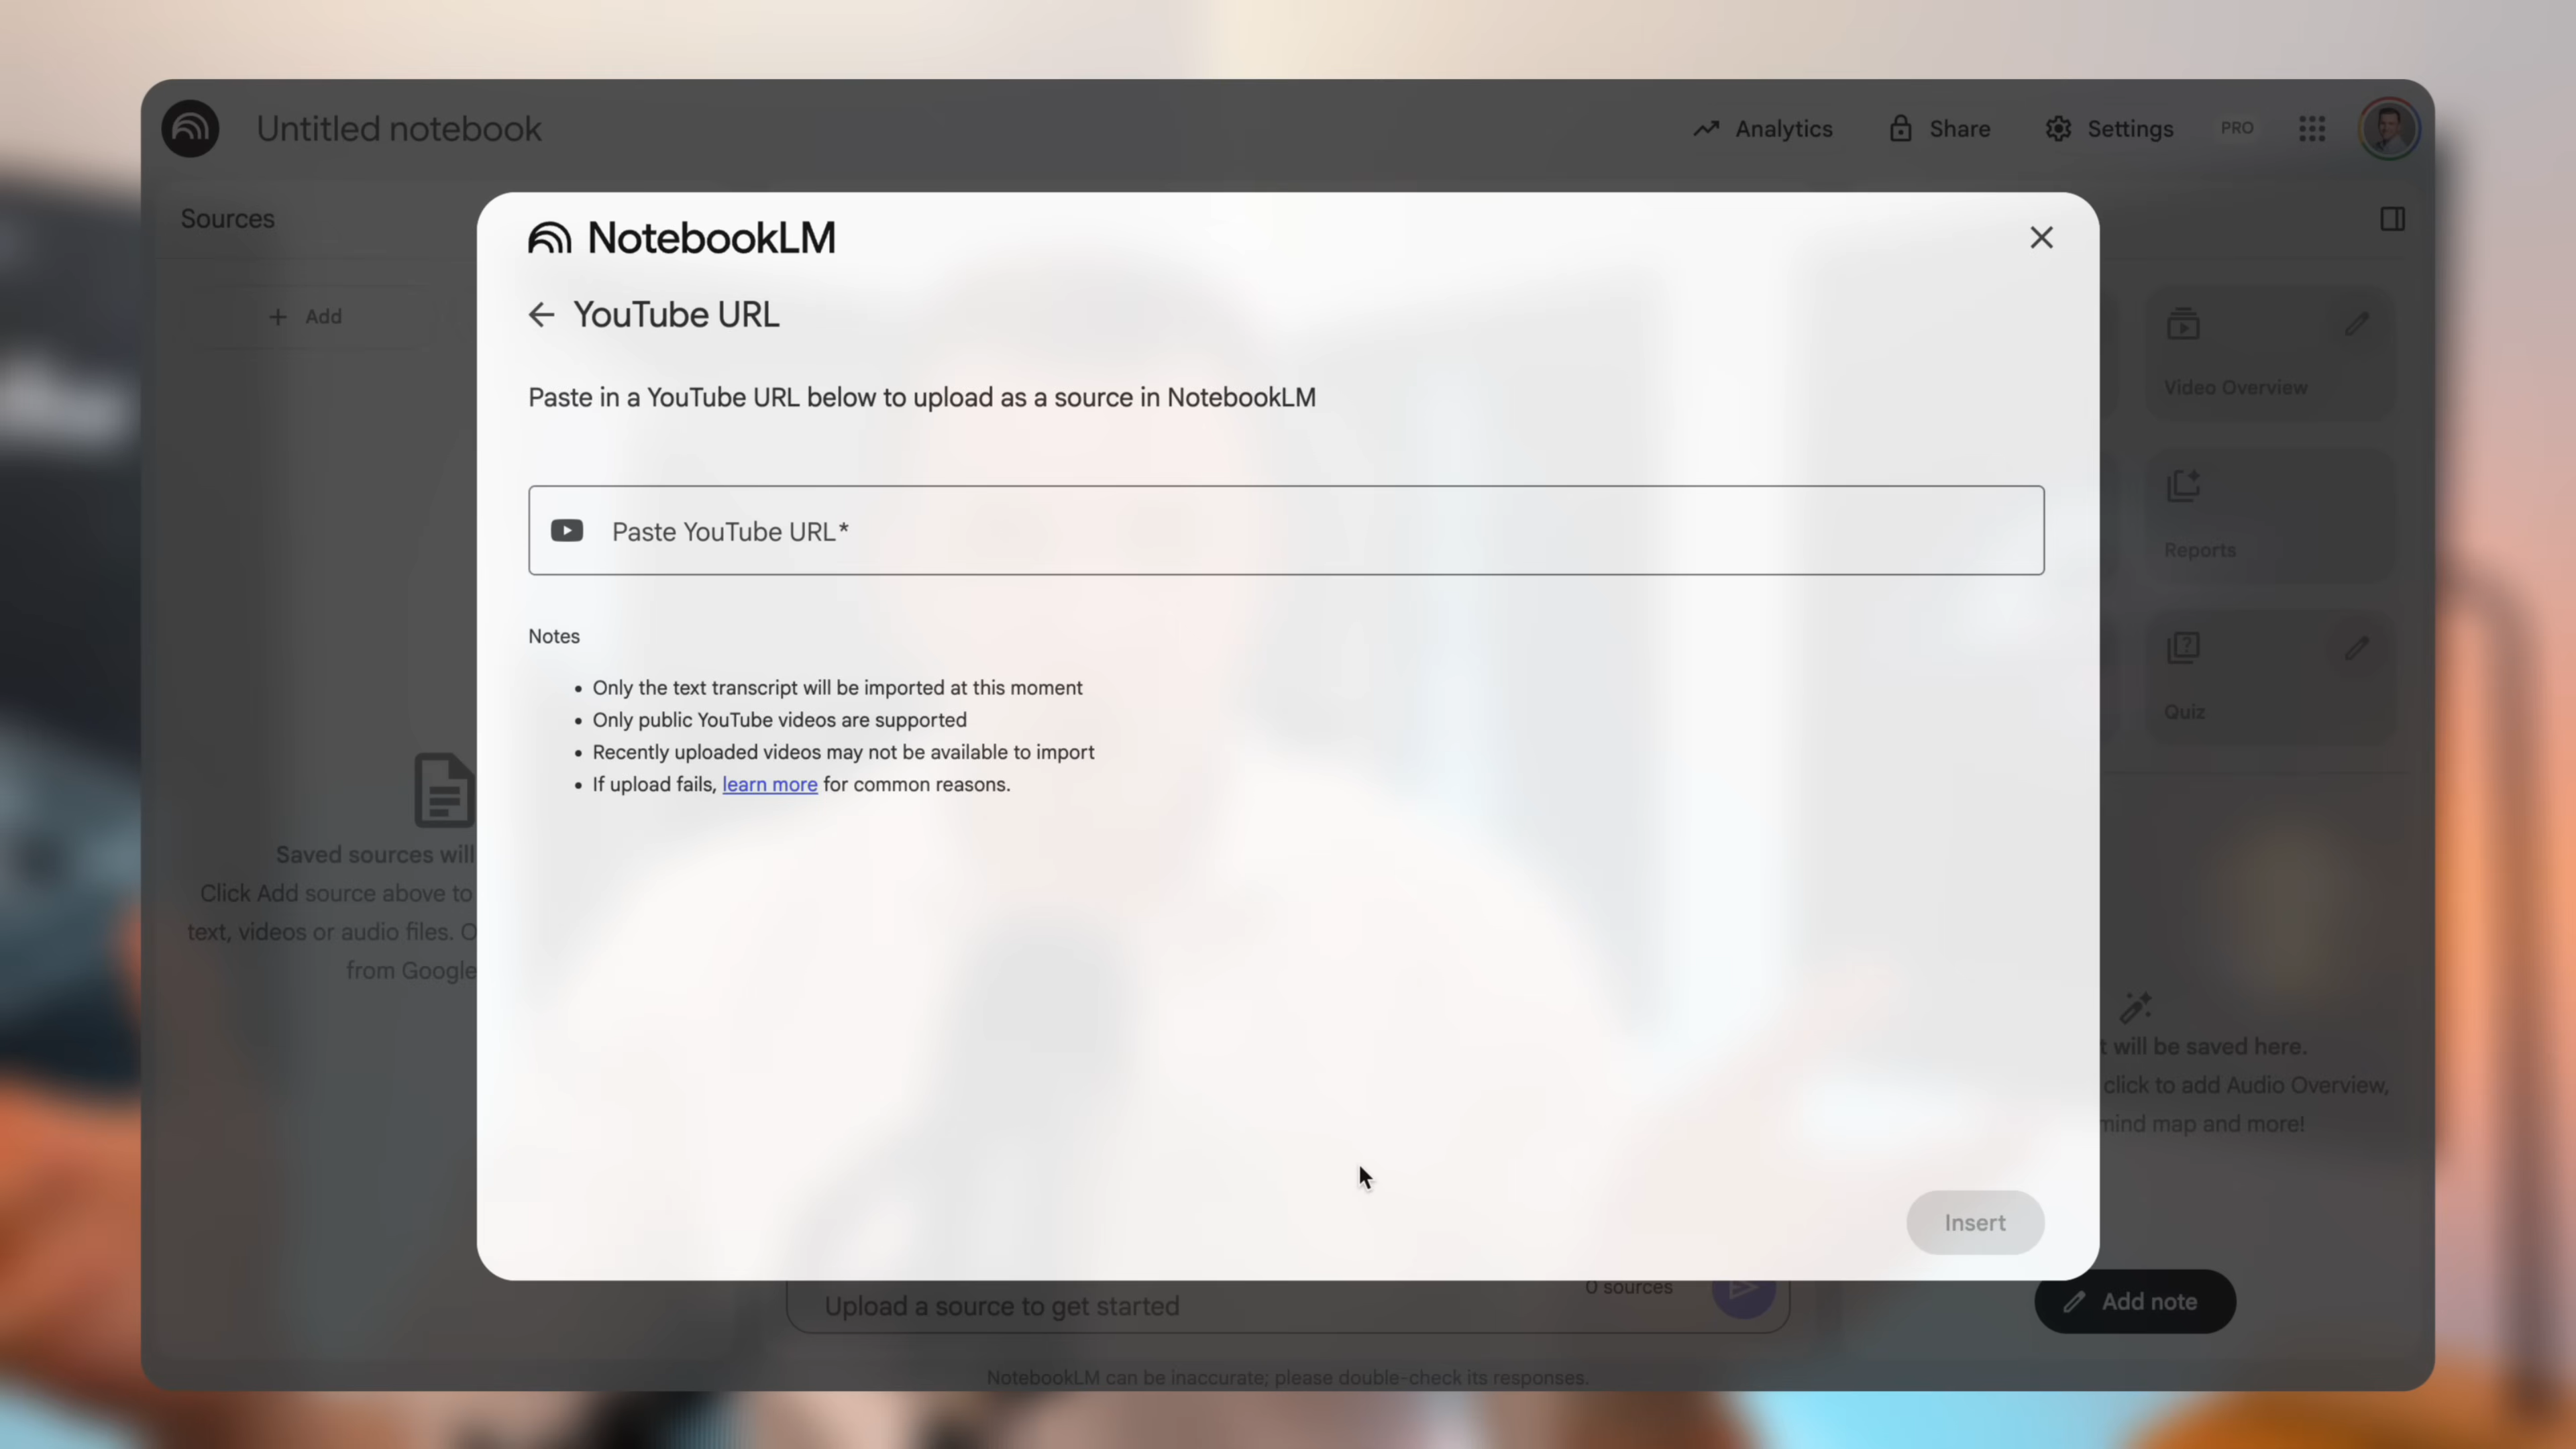 Untitled notebook
Analytics
Share
Settings
PRO
Sources
Add
NotebookLM
YouTube URL
Paste in a YouTube URL below to upload as a source in NotebookLM
Paste YouTube URL*
Notes
Only the text transcript will be imported at this moment
Only public YouTube videos are supported
Recently uploaded videos may not be available to import
If upload fails, learn more for common reasons.
Insert
Saved sources will
Click Add source above to
text, videos or audio files. O
from Google
Video Overview
Reports
Quiz
t will be saved here.
click to add Audio Overview,
mind map and more!
Add note
Upload a source to get started
0 sources
NotebookLM can be inaccurate; please double-check its responses.